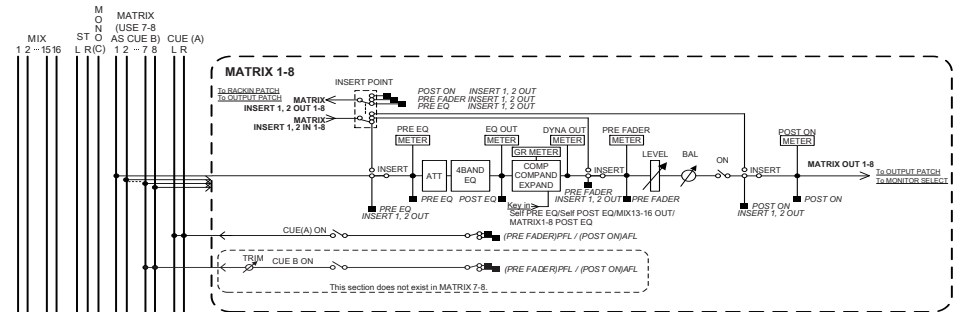 MIX
1 2 ··· 15 16
ST
L R
MONO
(C)
MATRIX
(USE 7-8
AS CUE B)
1 2 ··· 7 8
CUE (A)
L R
MATRIX 1-8
INSERT POINT
To RACKIN PATCH
To OUTPUT PATCH
MATRIX
INSERT 1, 2 OUT 1-8
MATRIX
INSERT 1, 2 IN 1-8
POST ON INSERT 1, 2 OUT
PRE FADER INSERT 1, 2 OUT
PRE EQ INSERT 1, 2 OUT
PRE EQ
METER
EQ OUT
METER
DYNA OUT
METER
PRE FADER
METER
POST ON
METER
GR METER
LEVEL
BAL
ON
INSERT
ATT
4BAND
EQ
COMP
COMPAND
EXPAND
INSERT
INSERT
MATRIX OUT 1-8
To OUTPUT PATCH
To MONITOR SELECT
PRE EQ
INSERT 1, 2 OUT
PRE EQ
POST EQ
PRE FADER
INSERT 1, 2 OUT
PRE FADER
POST ON
INSERT 1, 2 OUT
POST ON
Key in
Self PRE EQ/Self POST EQ/MIX13-16 OUT/
MATRIX1-8 POST EQ
CUE(A) ON
(PRE FADER)PFL / (POST ON)AFL
TRIM
CUE B ON
(PRE FADER)PFL / (POST ON)AFL
This section does not exist in MATRIX 7-8.